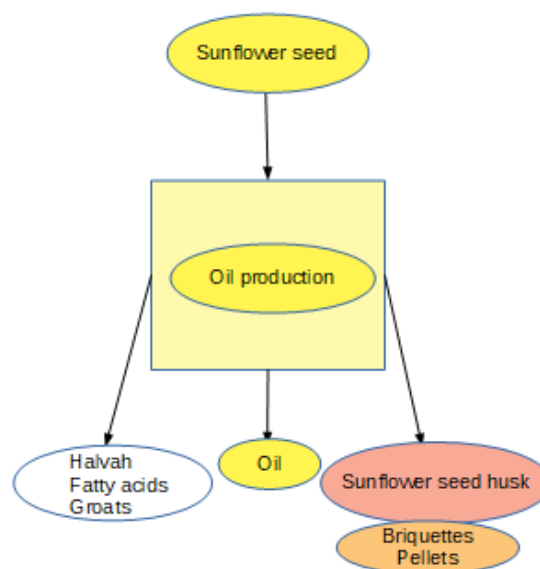 Sunflower seed
Oil production
Halvah
Fatty acids
Groats
Oil
Sunflower seed husk
Briquettes
Pellets